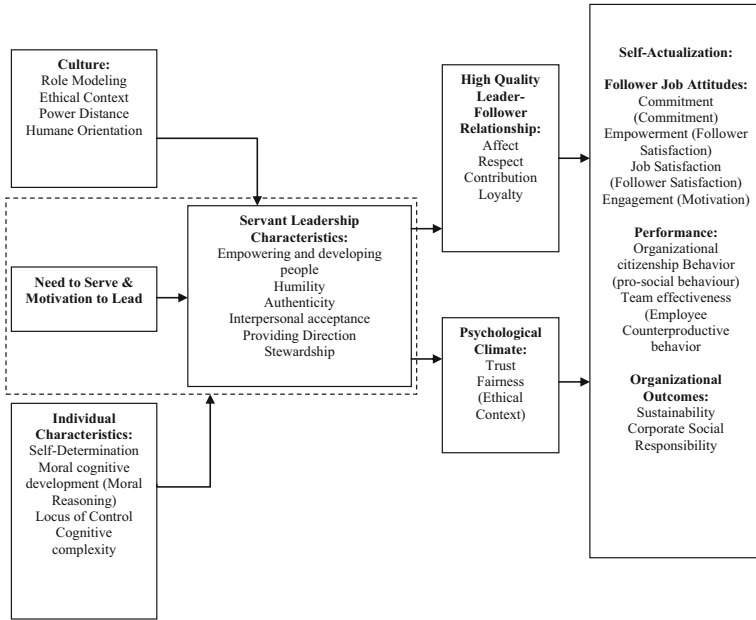 Culture:
Role Modeling
Ethical Context
Power Distance
Humane Orientation
Need to Serve &
Motivation to Lead
Individual
Characteristics:
Self-Determination
Moral cognitive
development (Moral
Reasoning)
Locus of Control
Cognitive
complexity
Servant Leadership
Characteristics:
Empowering and developing
people
Humility
Authenticity
Interpersonal acceptance
Providing Direction
Stewardship
High Quality
Leader-
Follower
Relationship:
Affect
Respect
Contribution
Loyalty
Psychological
Climate:
Trust
Fairness
(Ethical
Context)
Self-Actualization:
Follower Job Attitudes:
Commitment
(Commitment)
Empowerment (Follower
Satisfaction)
Job Satisfaction
(Follower Satisfaction)
Engagement (Motivation)
Performance:
Organizational
citizenship Behavior
(pro-social behaviour)
Team effectiveness
(Employee
Counterproductive
behavior
Organizational
Outcomes:
Sustainability
Corporate Social
Responsibility